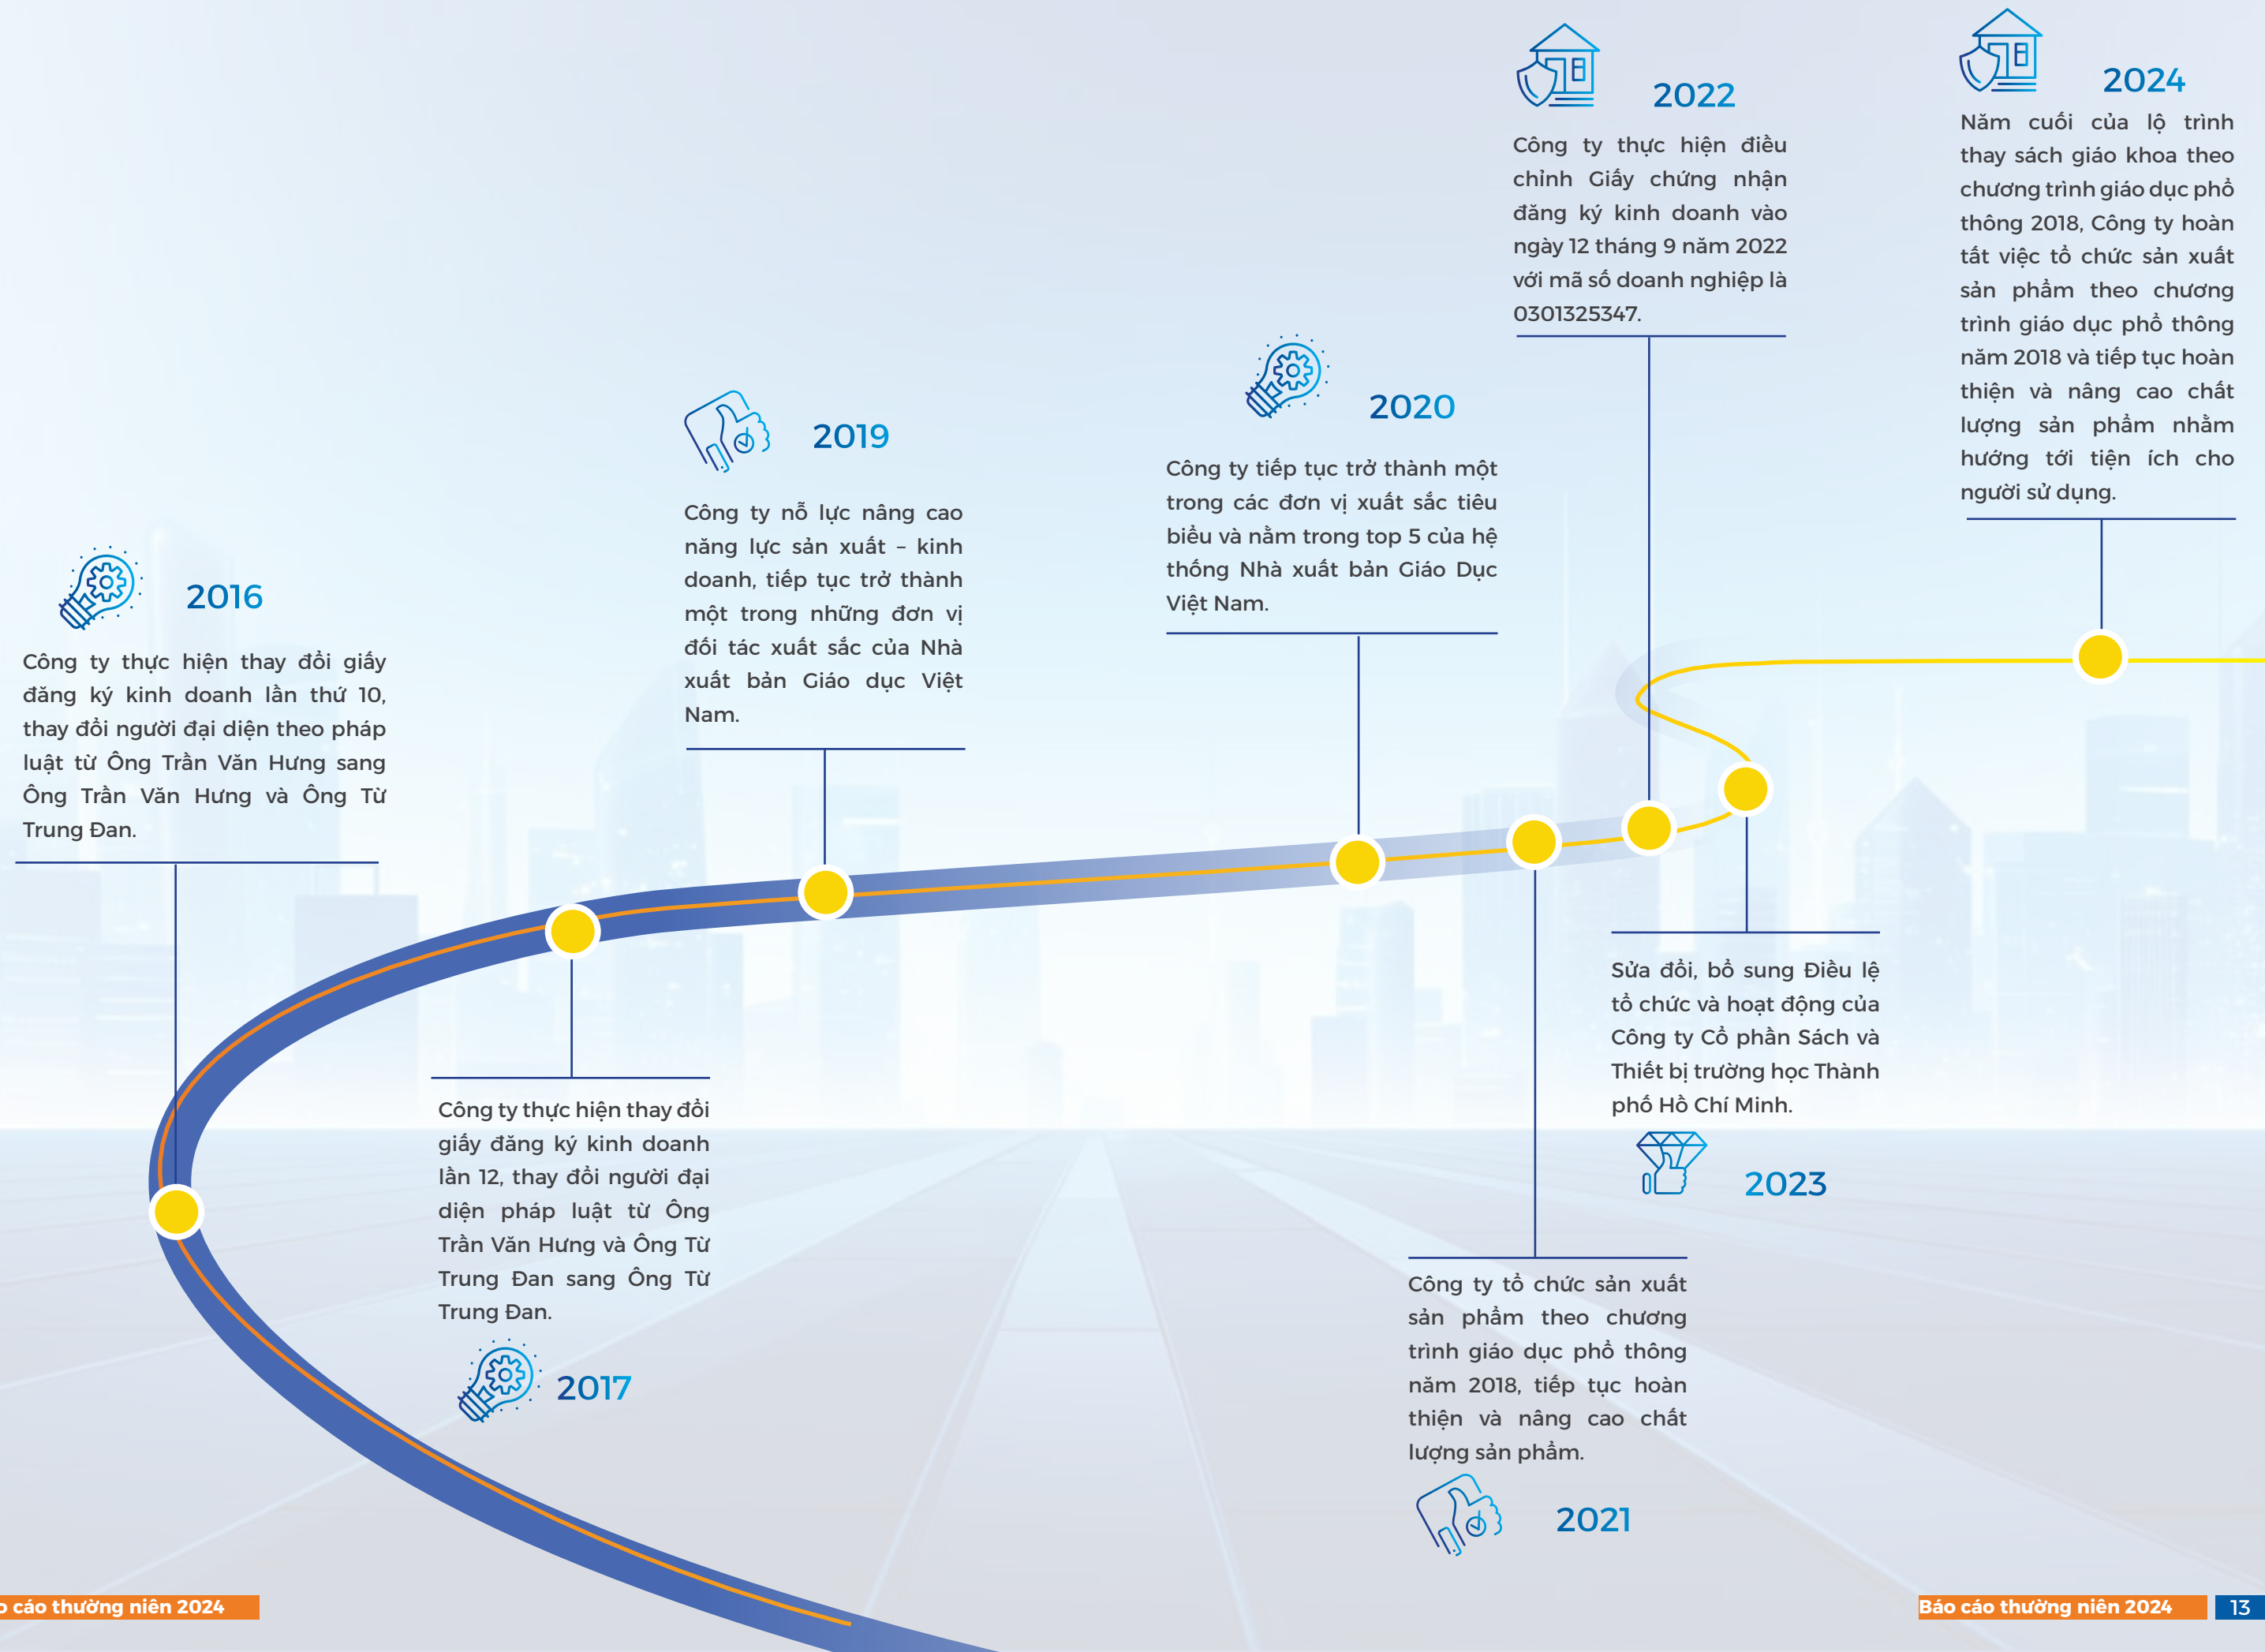 2016
Công ty thực hiện thay đổi giấy
đăng ký kinh doanh lần thứ 10,
thay đổi người đại diện theo pháp
luật từ Ông Trần Văn Hưng sang
Ông Trần Văn Hưng và Ông Từ
Trung Đan.
Công ty thực hiện thay đổi
giấy đăng ký kinh doanh
lần 12, thay đổi người đại
diện pháp luật từ Ông
Trần Văn Hưng và Ông Từ
Trung Đan sang Ông Từ
Trung Đan.
2017
2019
Công ty nỗ lực nâng cao
năng lực sản xuất – kinh
doanh, tiếp tục trở thành
một trong những đơn vị
đối tác xuất sắc của Nhà
xuất bản Giáo dục Việt
Nam.
2020
Công ty tiếp tục trở thành một
trong các đơn vị xuất sắc tiêu
biểu và nằm trong top 5 của hệ
thống Nhà xuất bản Giáo Dục
Việt Nam.
Công ty tổ chức sản xuất
sản phẩm theo chương
trình giáo dục phổ thông
năm 2018, tiếp tục hoàn
thiện và nâng cao chất
lượng sản phẩm.
2021
2022
Công ty thực hiện điều
chỉnh Giấy chứng nhận
đăng ký kinh doanh vào
ngày 12 tháng 9 năm 2022
với mã số doanh nghiệp là
0301325347.
Sửa đổi, bổ sung Điều lệ
tổ chức và hoạt động của
Công ty Cổ phần Sách và
Thiết bị trường học Thành
phố Hồ Chí Minh.
2023
2024
Năm cuối của lộ trình
thay sách giáo khoa theo
chương trình giáo dục phổ
thông 2018, Công ty hoàn
tất việc tổ chức sản xuất
sản phẩm theo chương
trình giáo dục phổ thông
năm 2018 và tiếp tục hoàn
thiện và nâng cao chất
lượng sản phẩm nhằm
hướng tới tiện ích cho
người sử dụng.
o cáo thường niên 2024
Báo cáo thường niên 2024 13